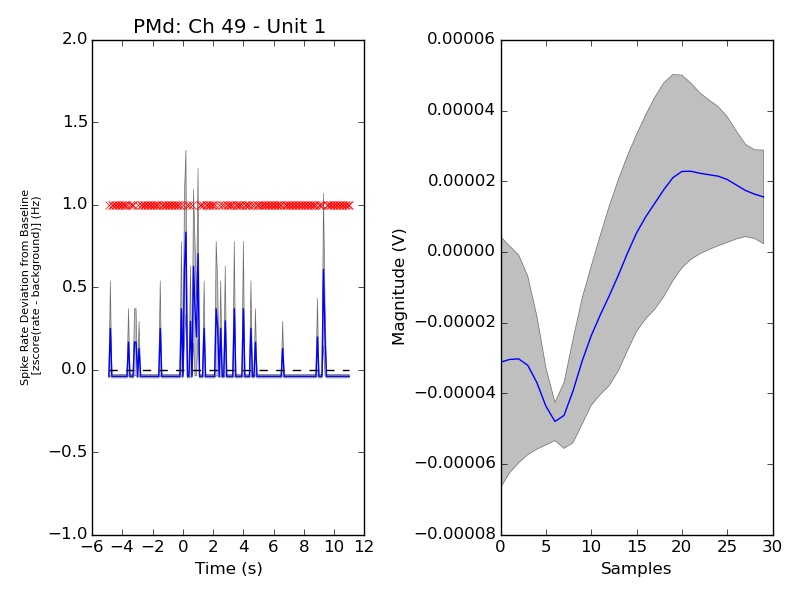 PMd: Ch 49 - Unit 1
2.0
1.5
1.0
0.5
0.0
−0.5
−1.0
−6 −4 −2 0 2 4 6 8 10 12
Time (s)
Spike Rate Deviation from Baseline
[zscore(rate - background)] (Hz)
0.00006
0.00004
0.00002
0.00000
−0.00002
−0.00004
−0.00006
−0.00008
0 5 10 15 20 25 30
Samples
Magnitude (V)